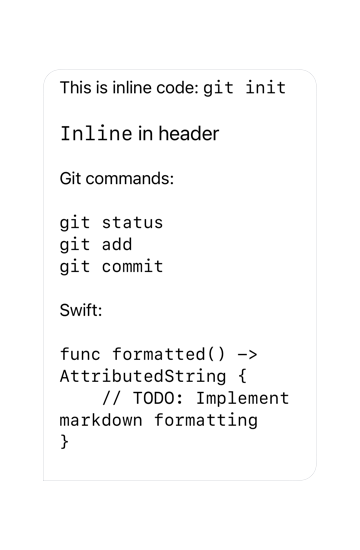 This is inline code: git init
Inline in header
Git commands:
git status
git add
git commit
Swift:
func formatted() ->
AttributedString {
    // TODO: Implement
markdown formatting
}